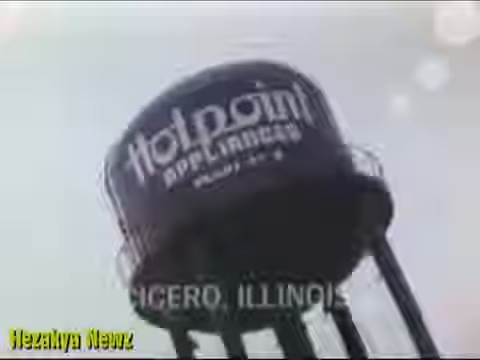 Hotpoint
APPLIANCES
CICERO, ILLINOIS
Hezakya Newz